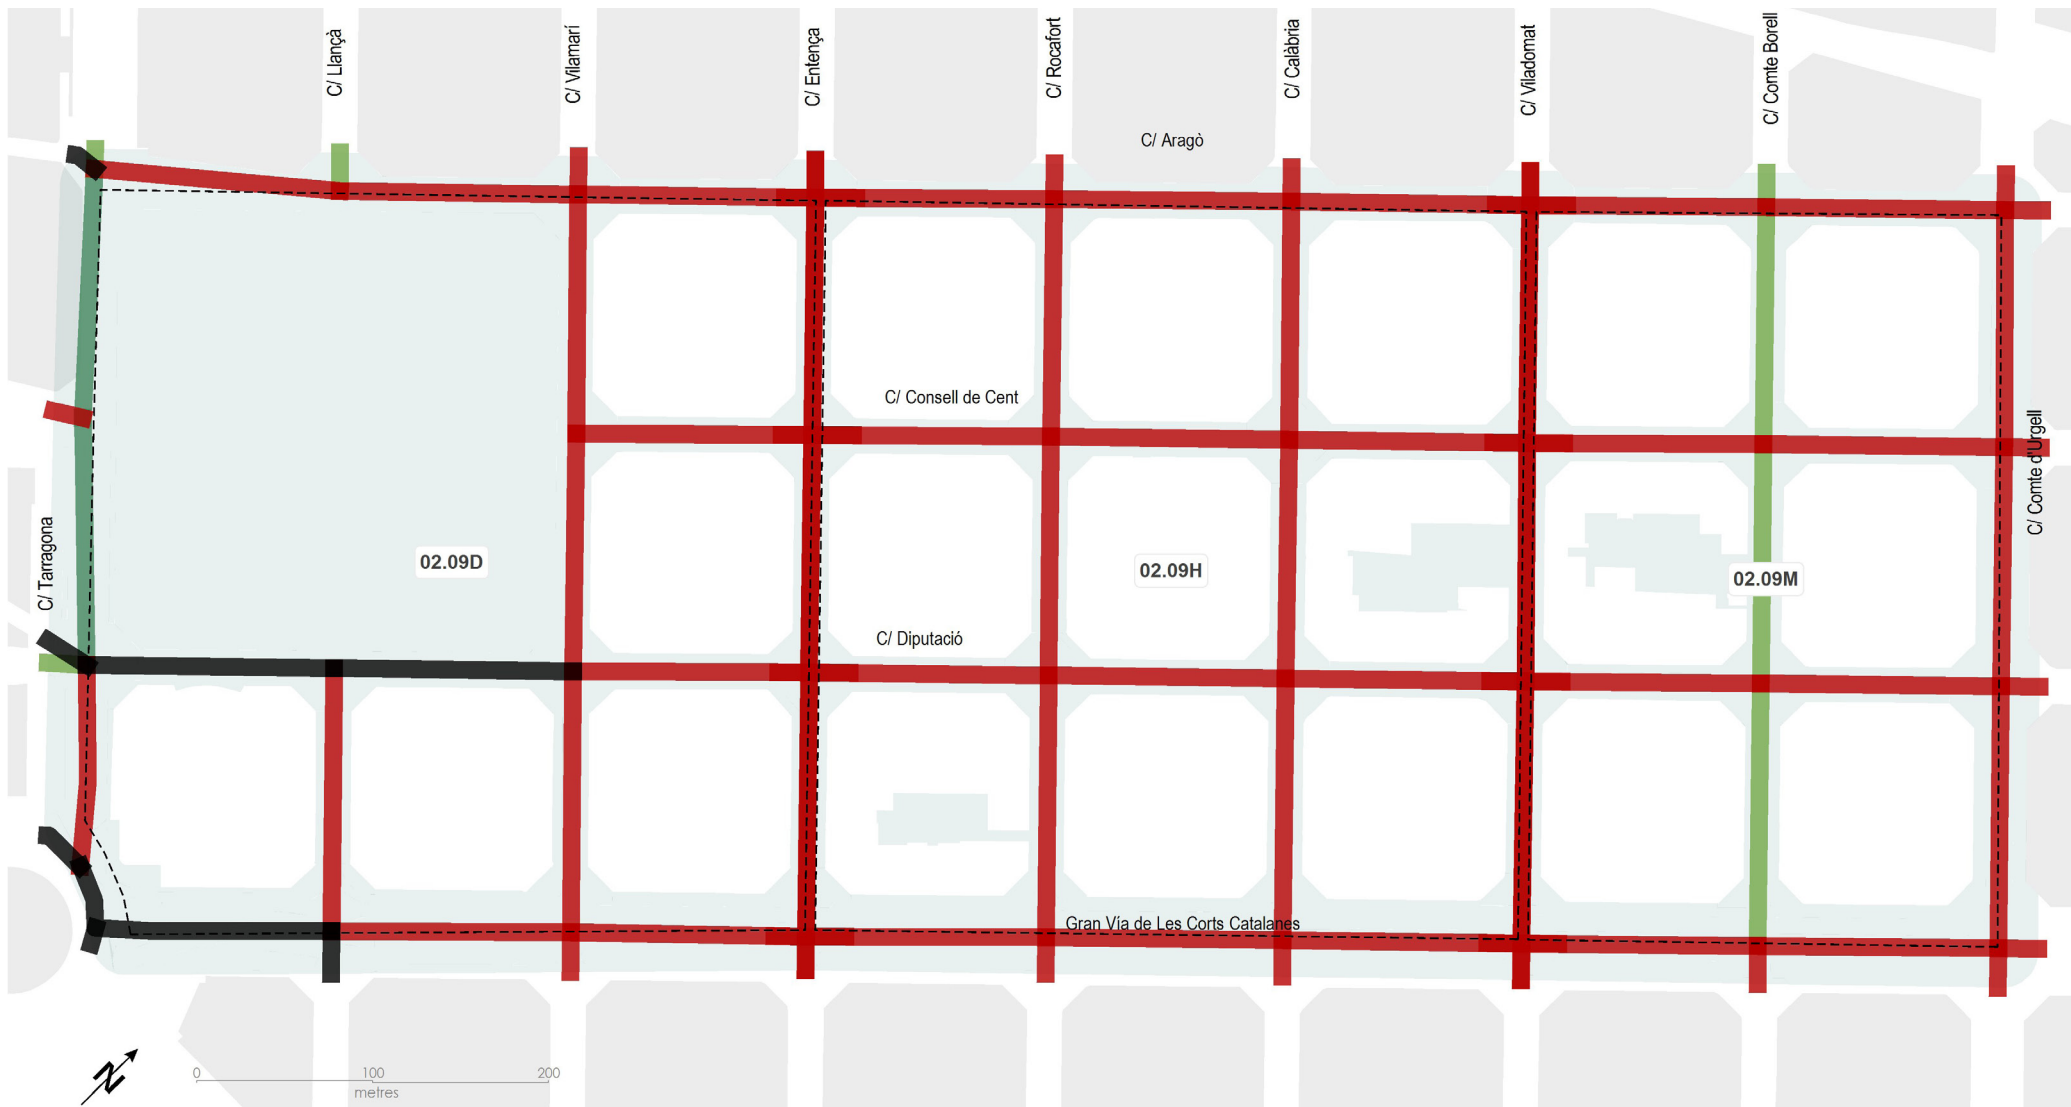 C/ Llançà
C/ Vilamarí
C/ Entença
C/ Rocafort
C/ Calàbria
C/ Viladomat
C/ Comte Borell
C/ Aragò
C/ Consell de Cent
C/ Comte d'Urgell
C/ Tarragona
02.09D
02.09H
02.09M
C/ Diputació
Gran Vía de Les Corts Catalanes
N
0 100 200
metres